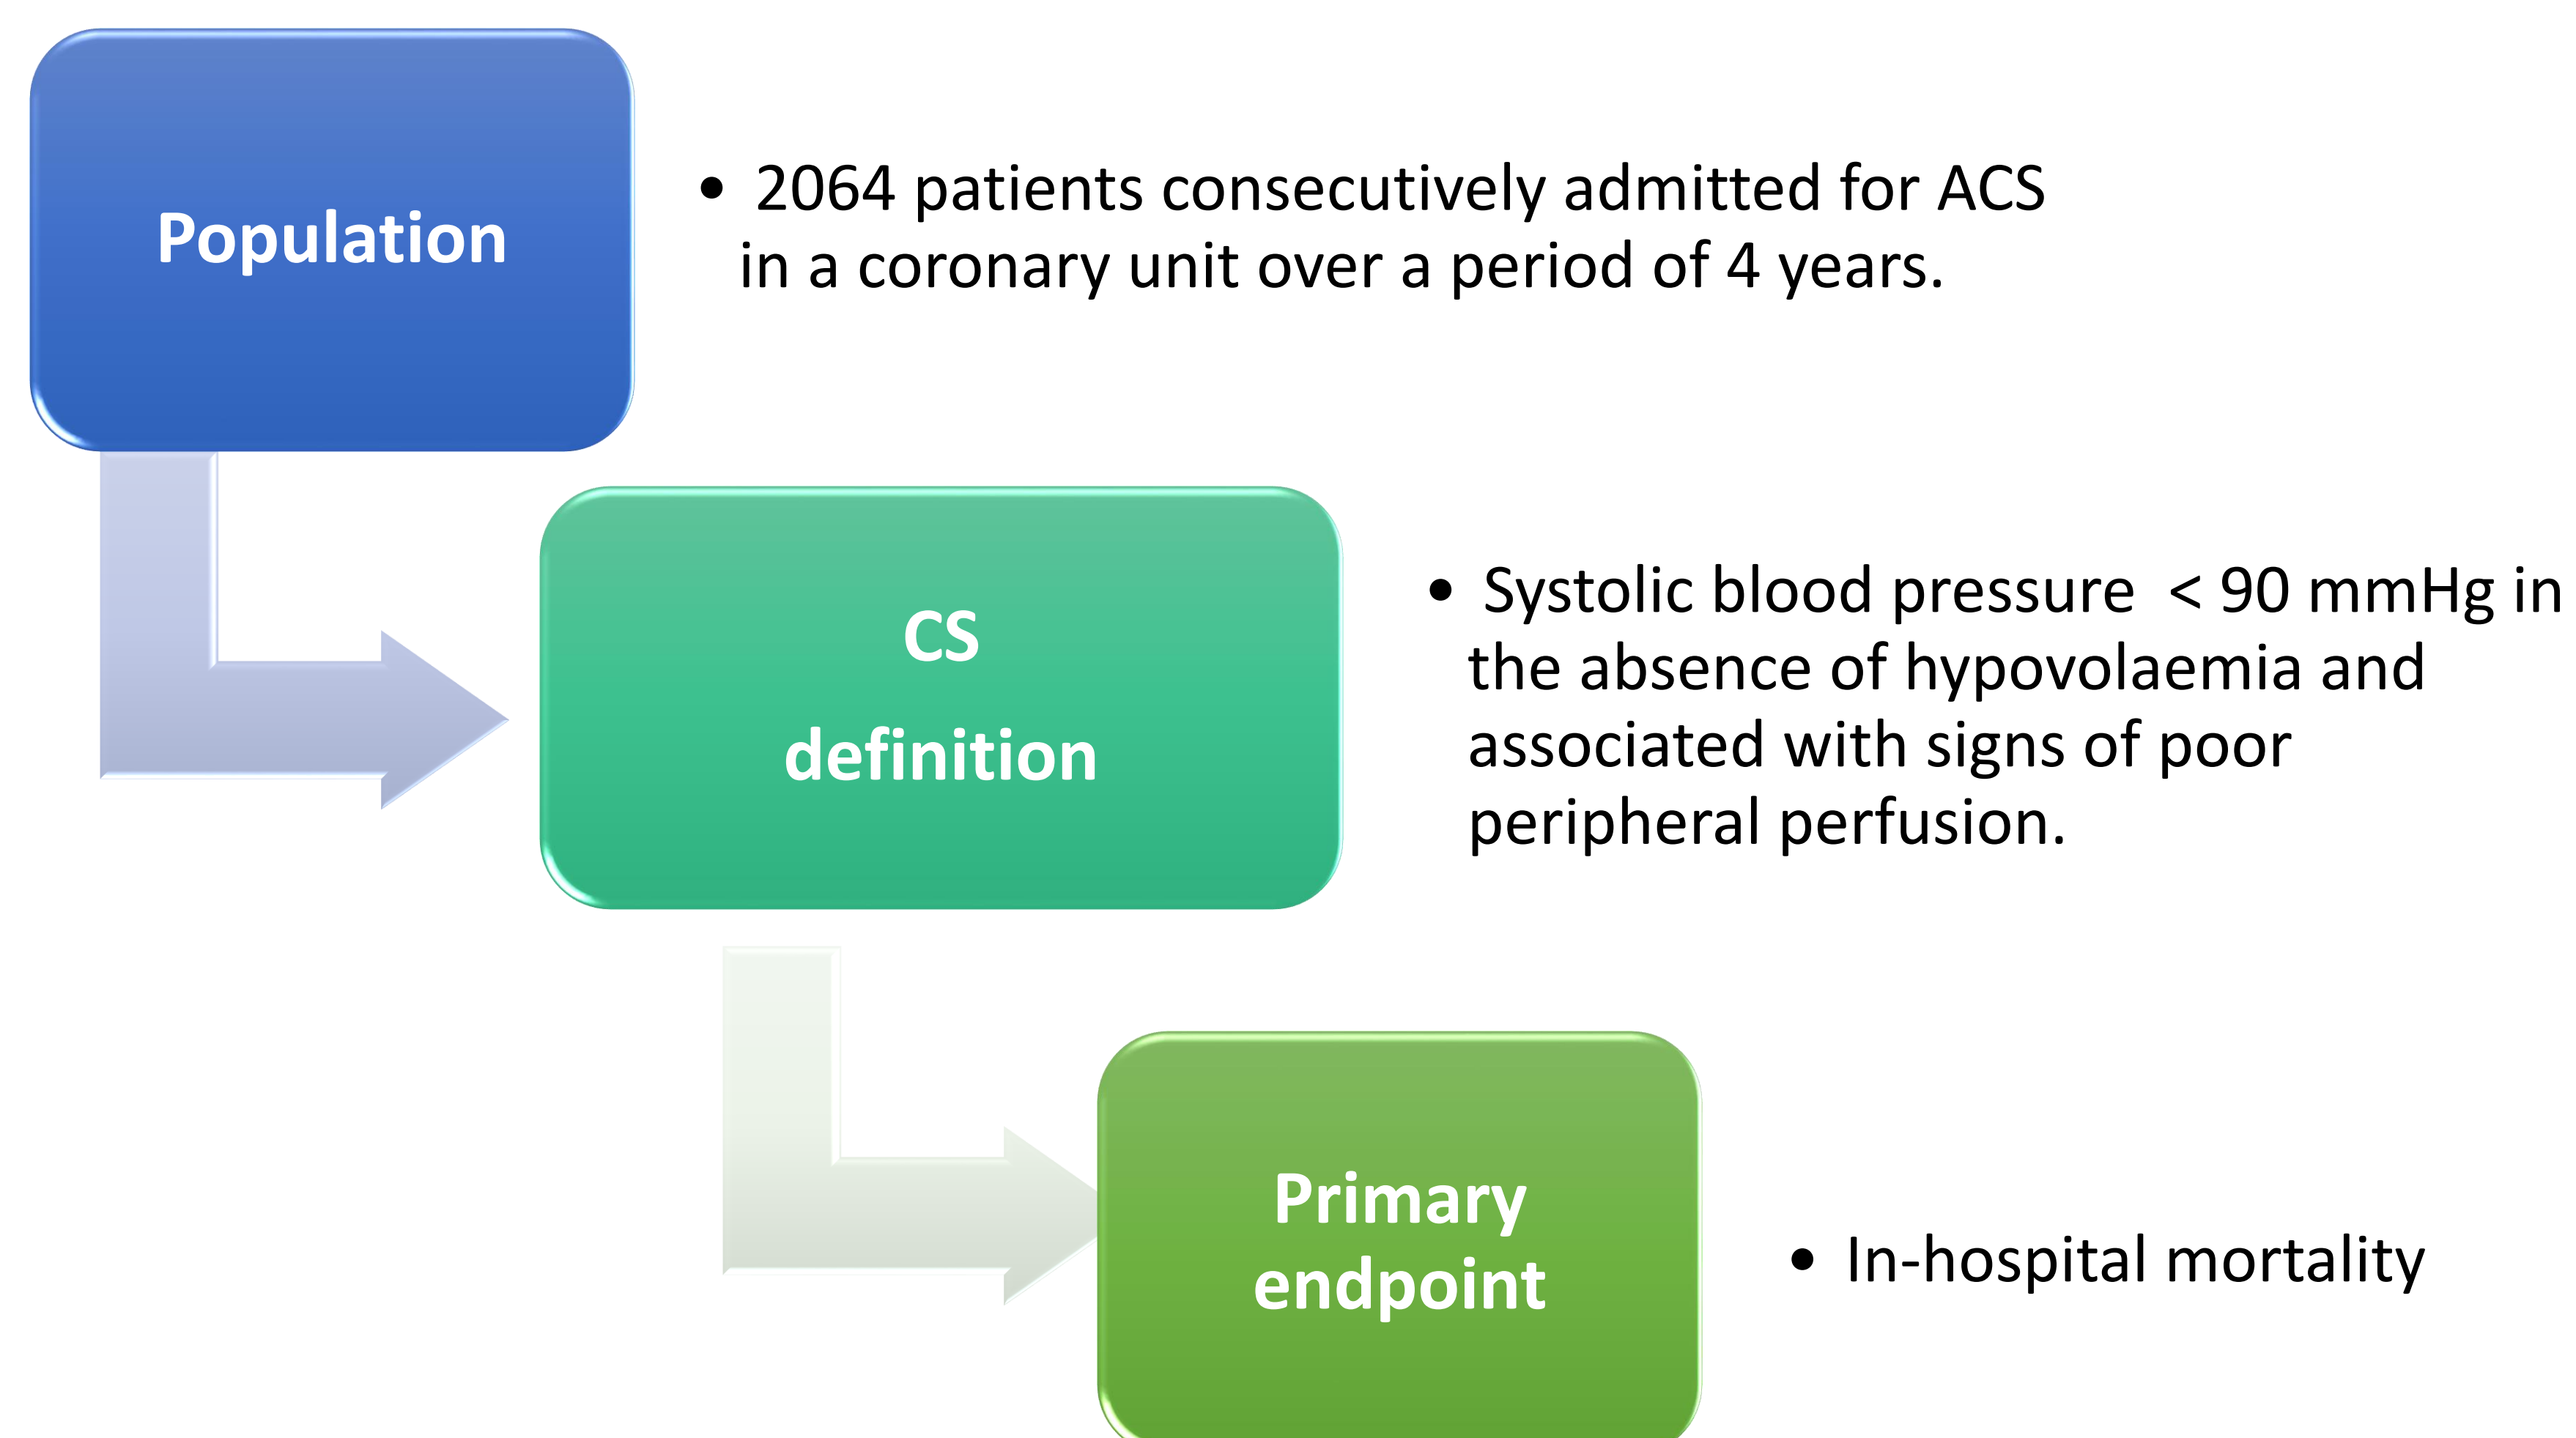 Population
• 2064 patients consecutively admitted for ACS
in a coronary unit over a period of 4 years.
CS
definition
• Systolic blood pressure  < 90 mmHg in
the absence of hypovolaemia and
associated with signs of poor
peripheral perfusion.
Primary
endpoint
• In-hospital mortality